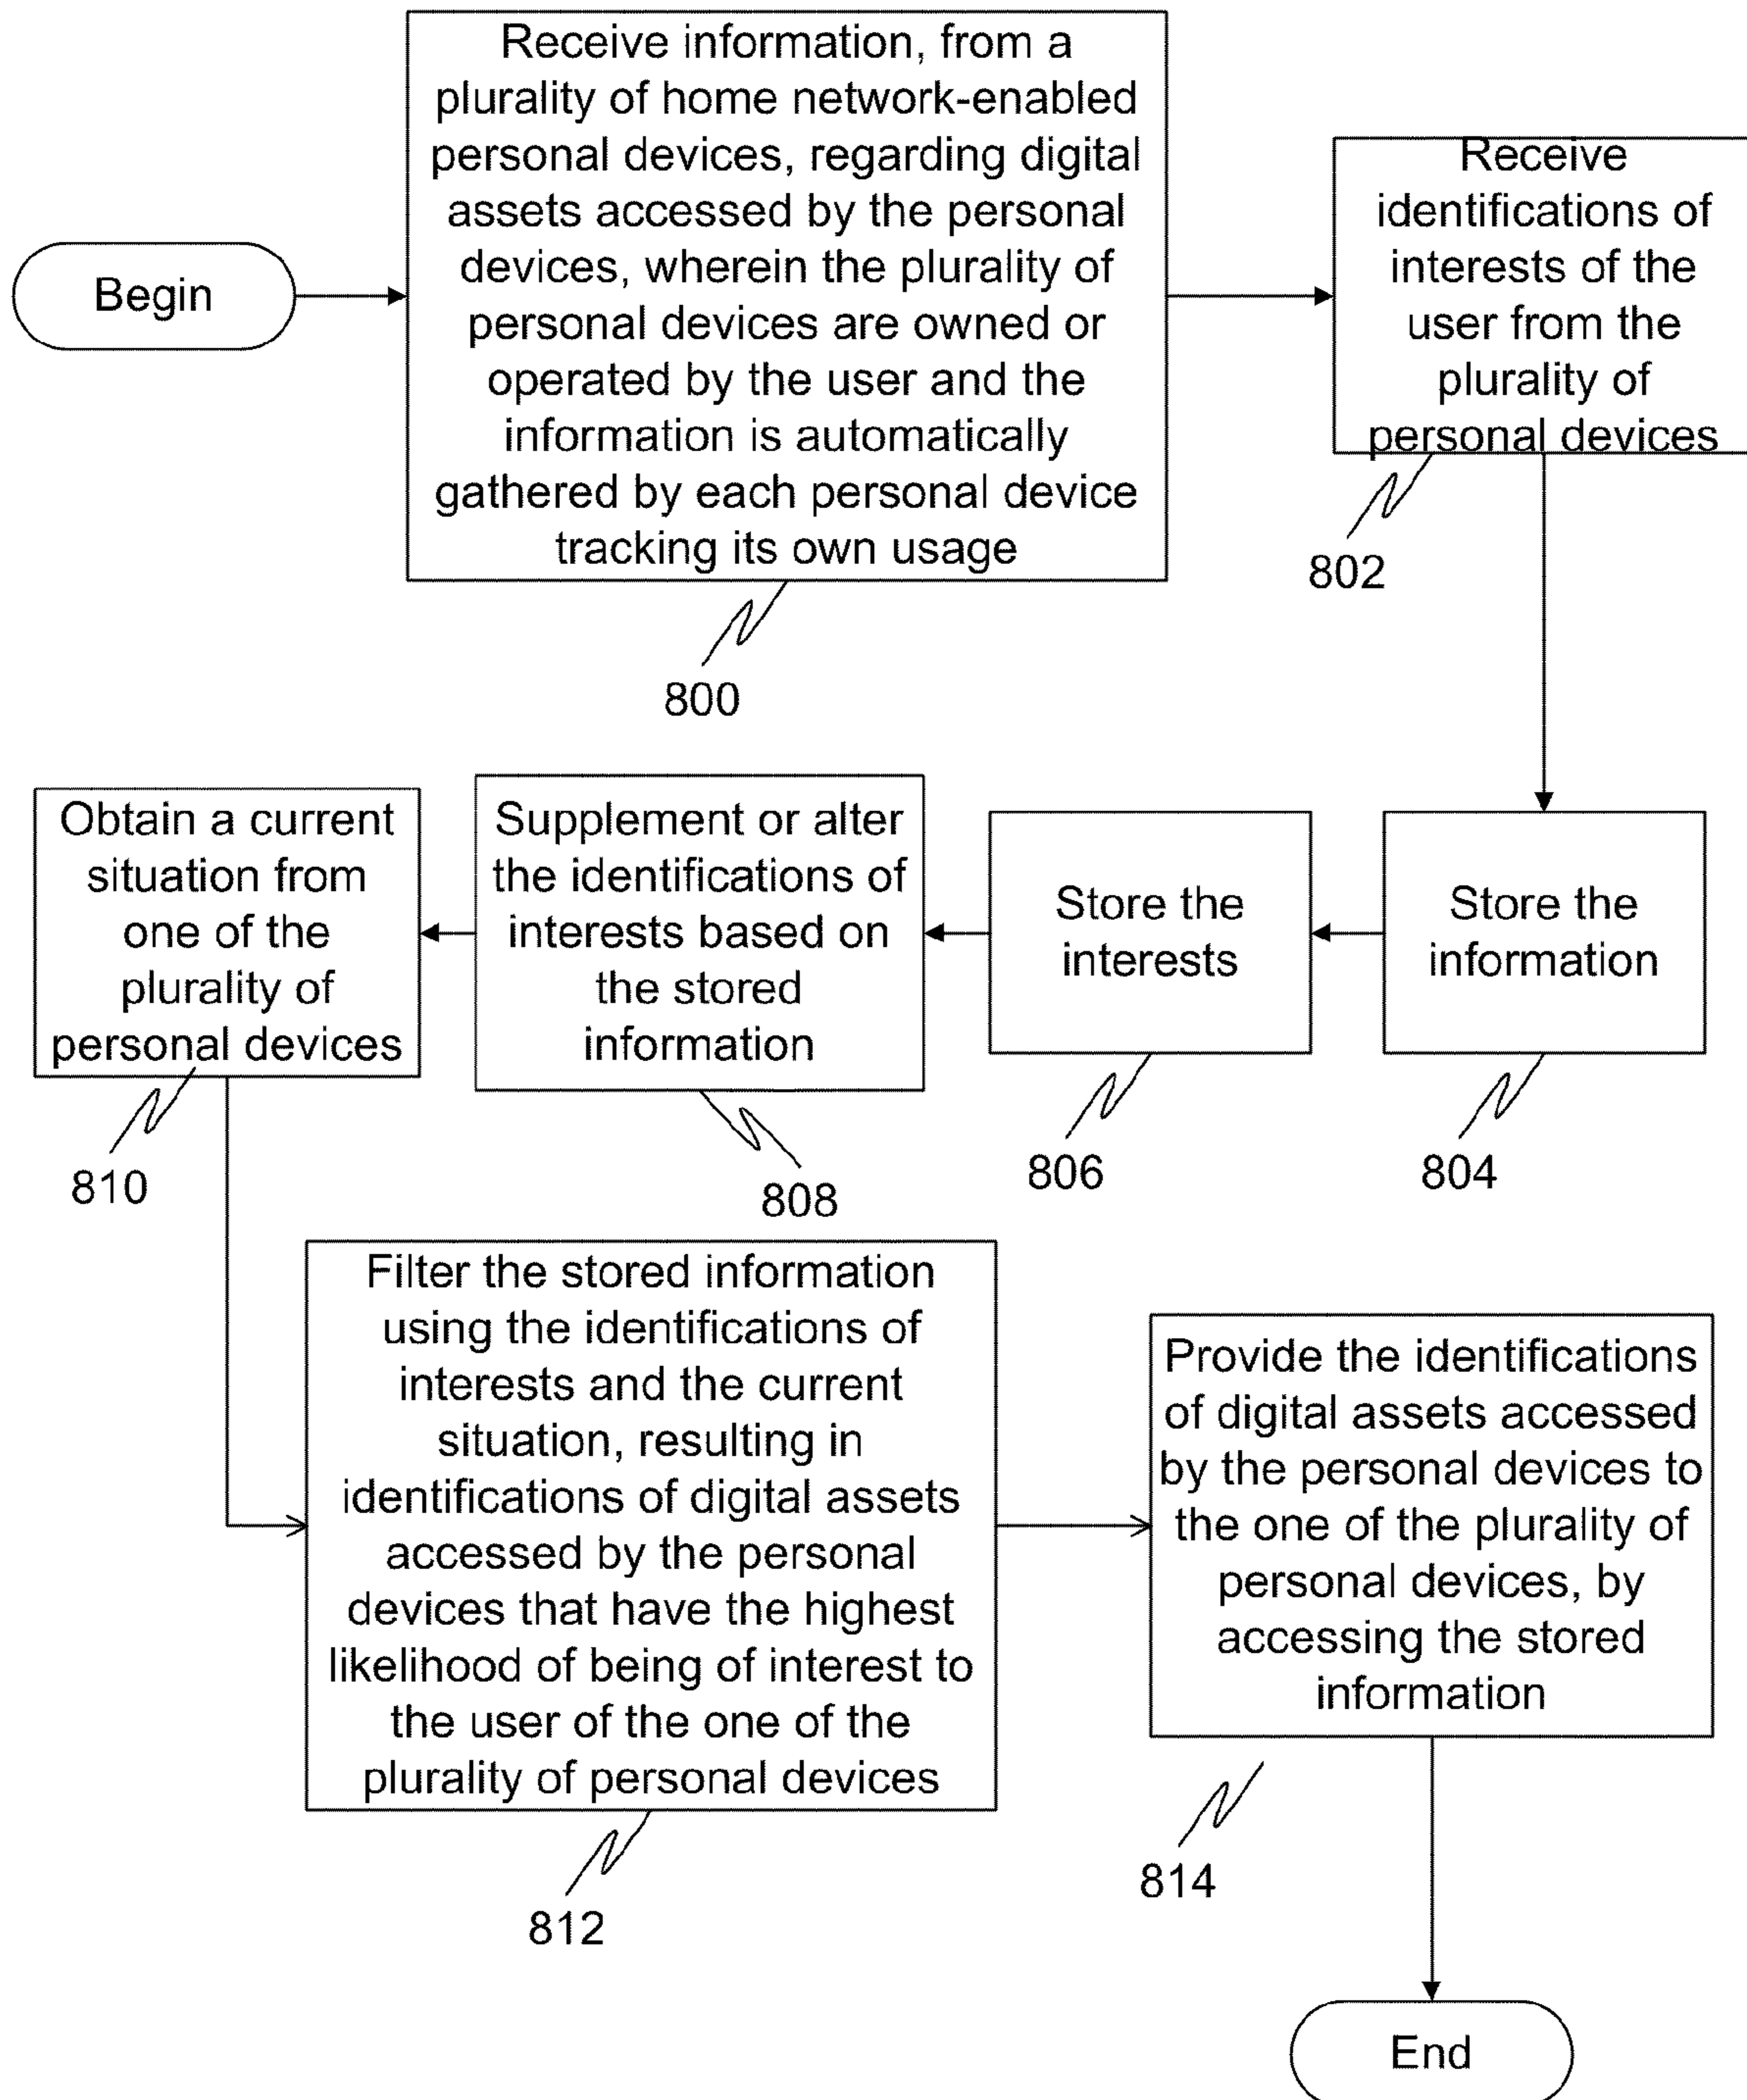 Begin
Receive information, from a
plurality of home network-enabled
personal devices, regarding digital
assets accessed by the personal
devices, wherein the plurality of
personal devices are owned or
operated by the user and the
information is automatically
gathered by each personal device
tracking its own usage
800
Receive
identifications of
interests of the
user from the
plurality of
personal devices
802
Store the
information
804
Store the
interests
806
Supplement or alter
the identifications of
interests based on
the stored
information
808
Obtain a current
situation from
one of the
plurality of
personal devices
810
Filter the stored information
using the identifications of
interests and the current
situation, resulting in
identifications of digital assets
accessed by the personal
devices that have the highest
likelihood of being of interest to
the user of the one of the
plurality of personal devices
812
Provide the identifications
of digital assets accessed
by the personal devices to
the one of the plurality of
personal devices, by
accessing the stored
information
814
End